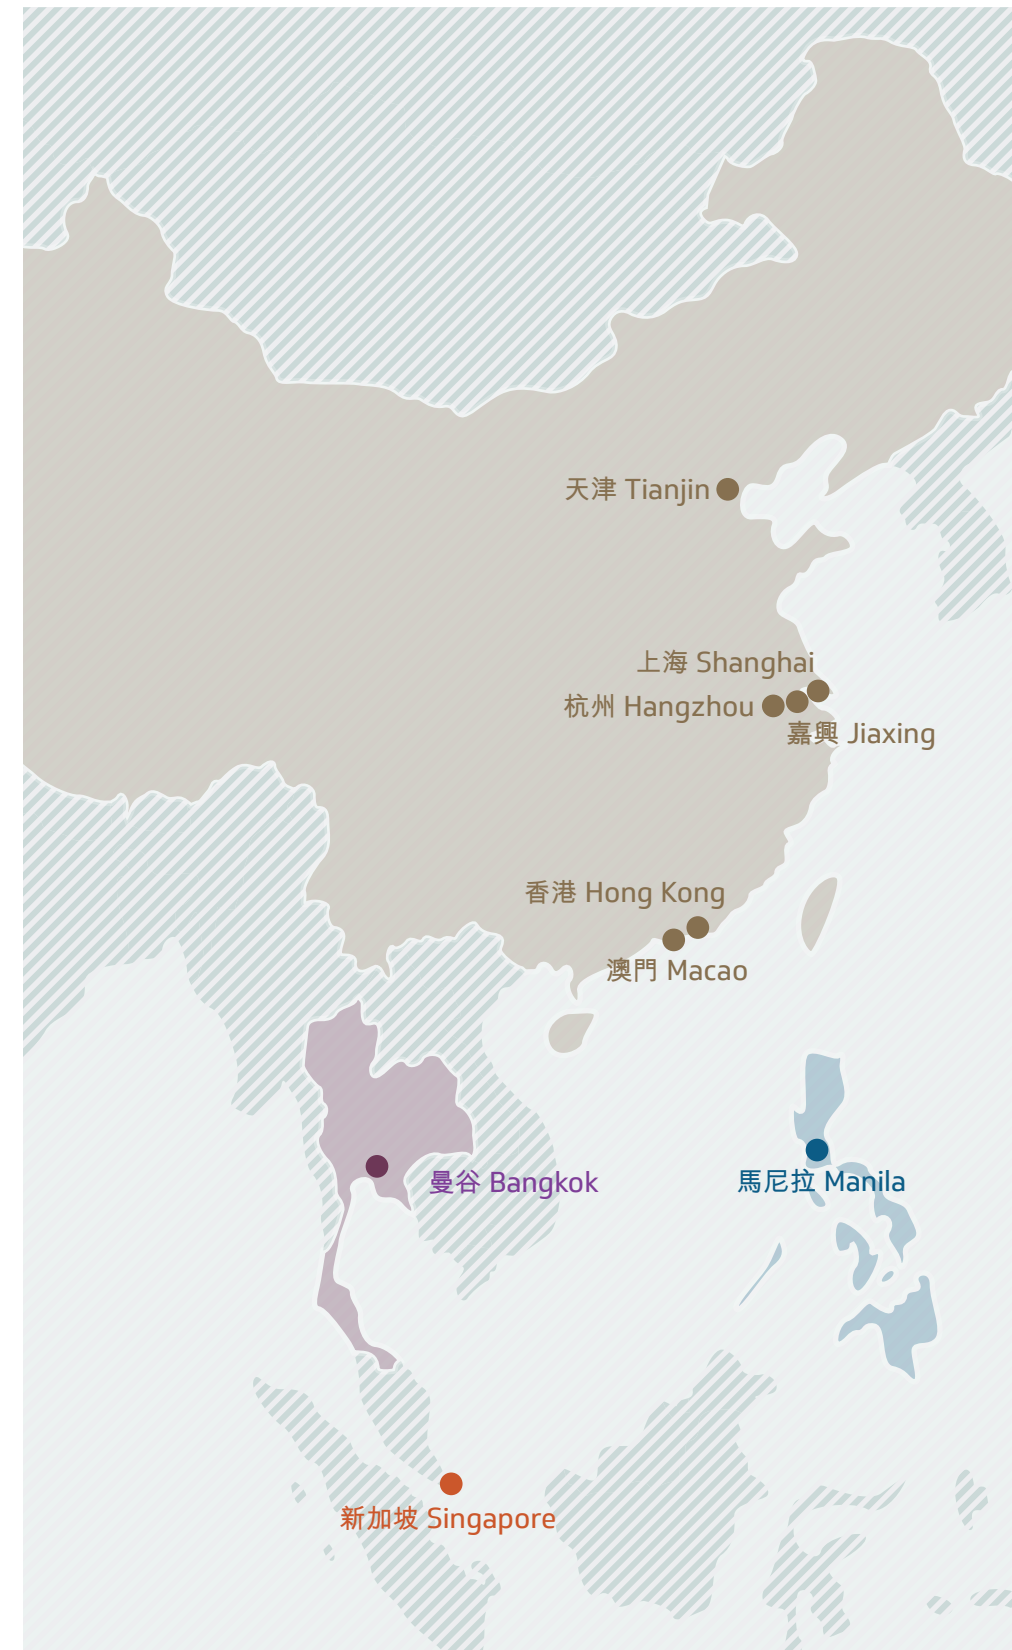 天津 Tianjin
上海 Shanghai
杭州 Hangzhou
嘉興 Jiaxing
香港 Hong Kong
澳門 Macao
曼谷 Bangkok
馬尼拉 Manila
新加坡 Singapore